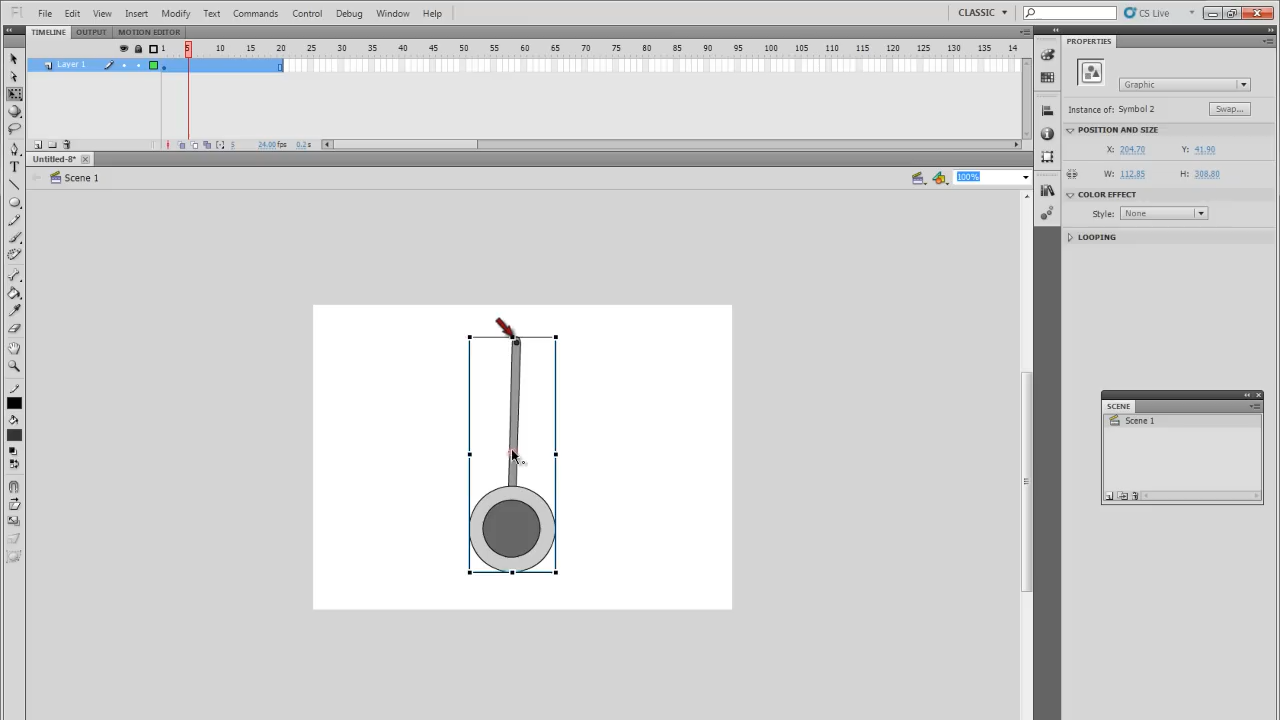 Fl File Edit View Insert Modify Text Commands Control Debug Window Help CLASSIC CS Live
TIMELINE OUTPUT MOTION EDITOR
1 5 10 15 20 25 30 35 40 45 50 55 60 65 70 75 80 85 90 95 100 105 110 115 120 125 130 135 14
Layer 1
5 24.00 fps 0.2 s
Untitled-8*
Scene 1 100%
PROPERTIES
Graphic
Instance of: Symbol 2 Swap...
POSITION AND SIZE
X: 204.70 Y: 41.90
W: 112.85 H: 308.80
COLOR EFFECT
Style: None
LOOPING
SCENE
Scene 1